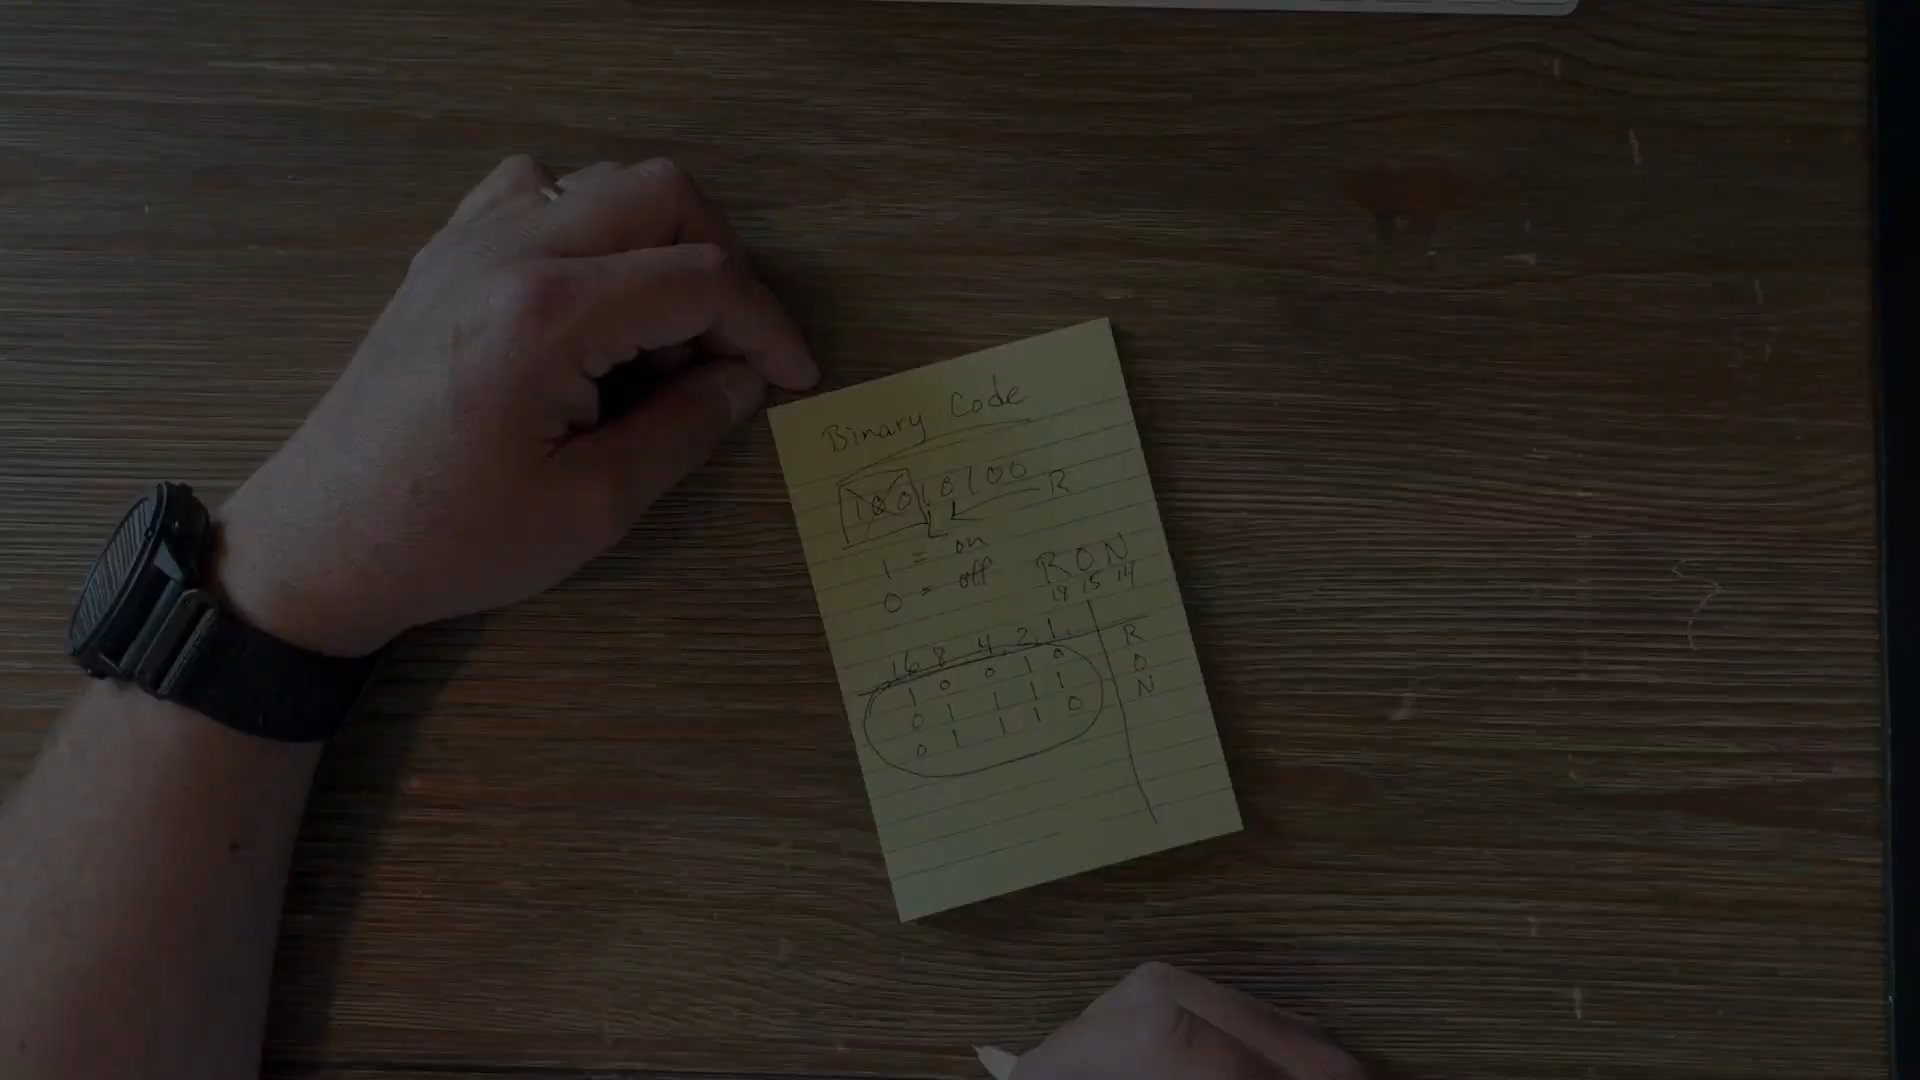 Binary Code
10010100
R
1 = on
0 = off
R O N
18 15 14
16 8 4 2 1
1 0 0 1 0 R
0 1 1 1 1 O
0 1 1 1 0 N